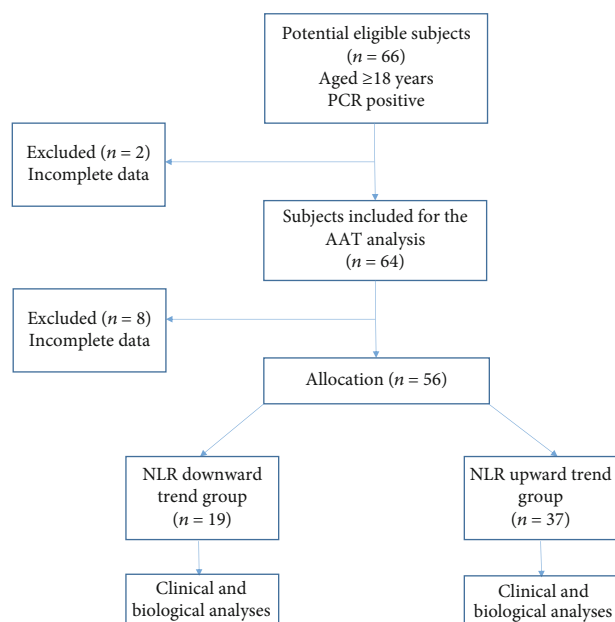 Potential eligible subjects
(n = 66)
Aged ≥18 years
PCR positive
Excluded (n = 2)
Incomplete data
Subjects included for the
AAT analysis
(n = 64)
Excluded (n = 8)
Incomplete data
Allocation (n = 56)
NLR downward
trend group
(n = 19)
NLR upward trend
group
(n = 37)
Clinical and
biological analyses
Clinical and
biological analyses